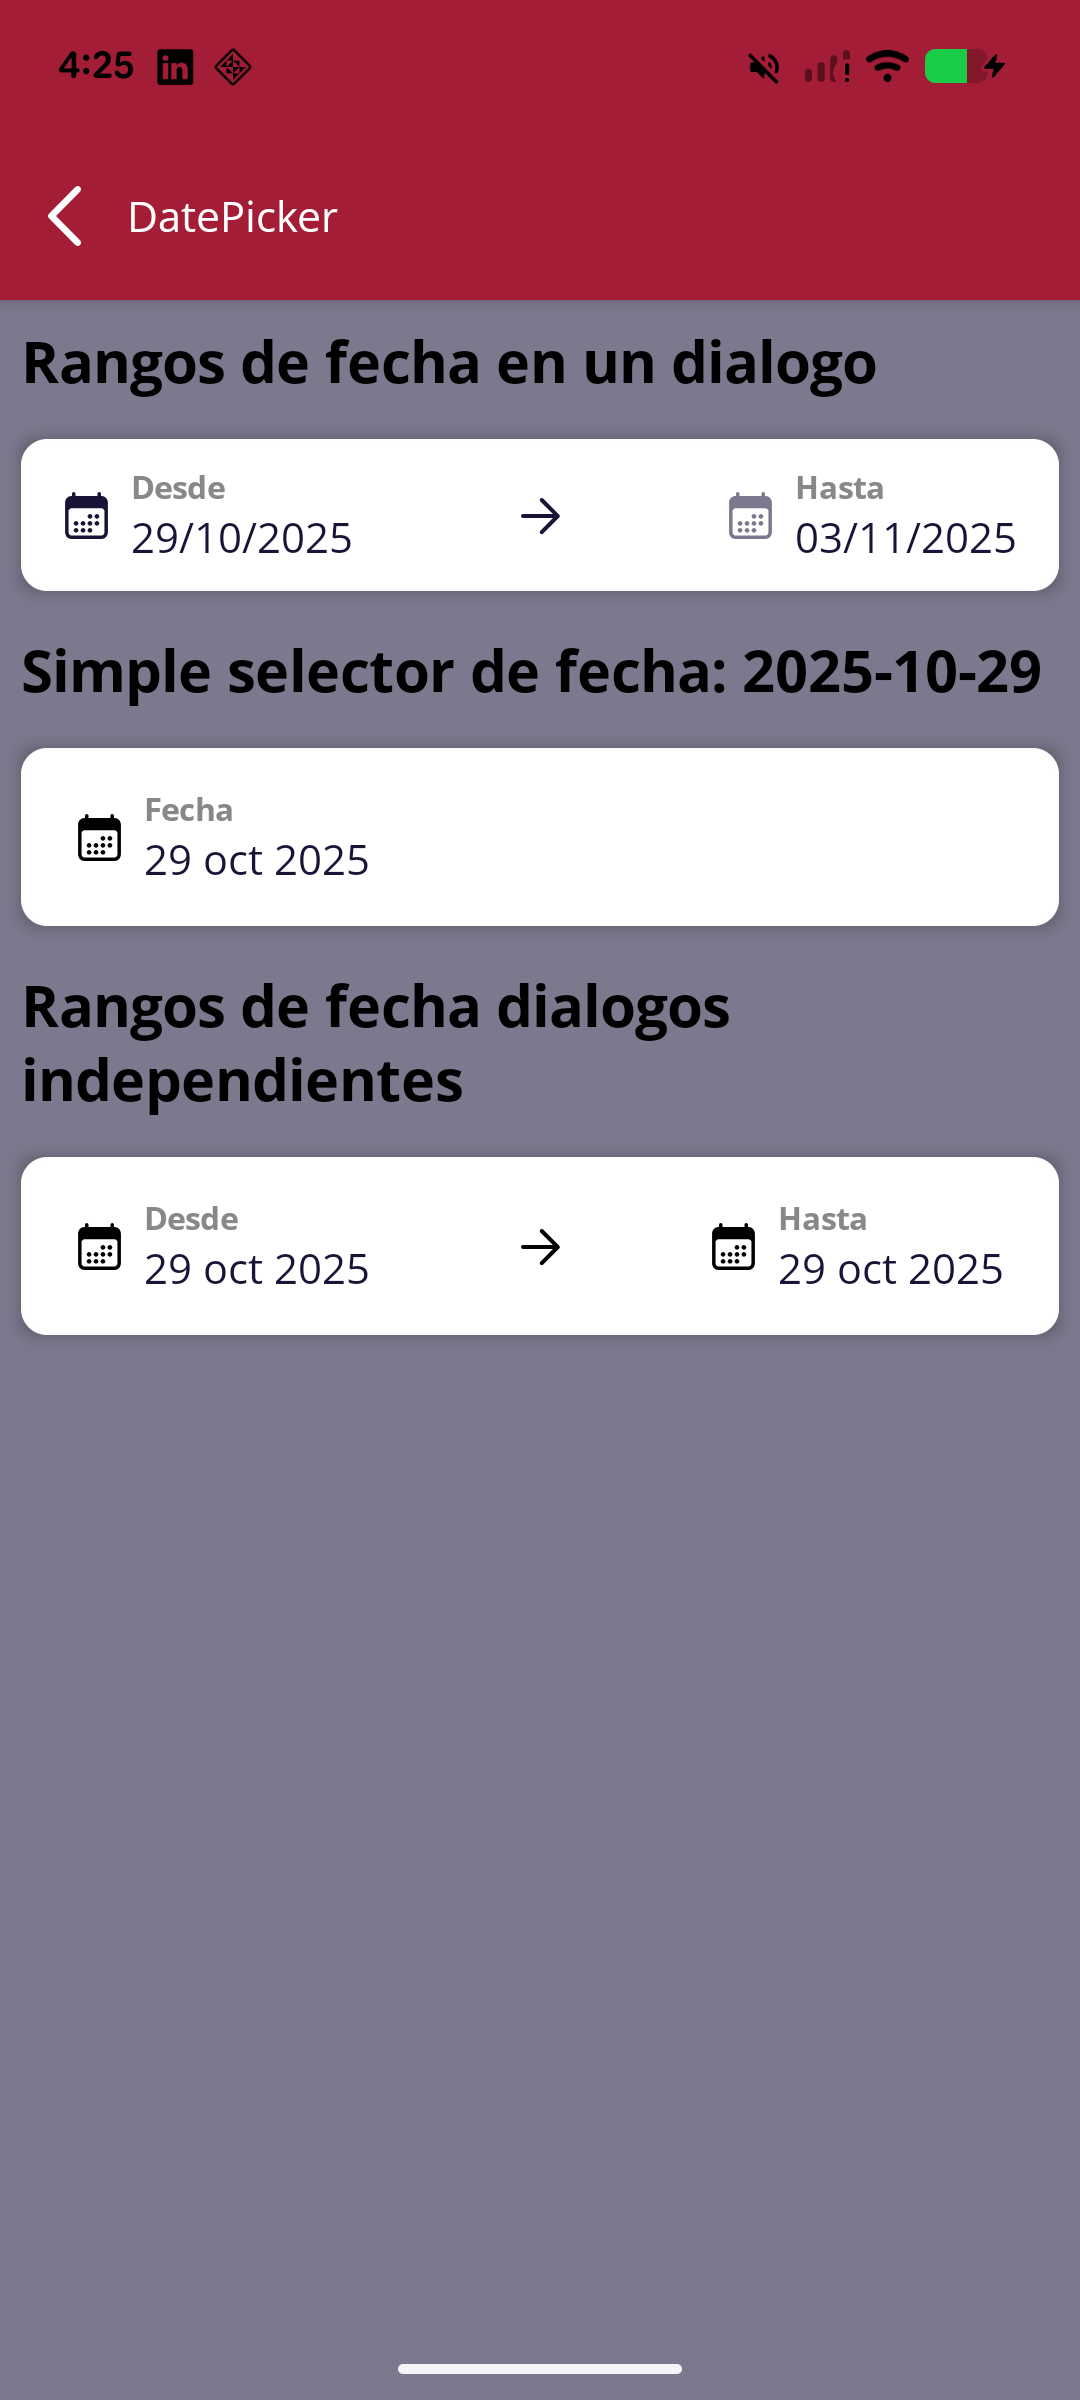 4:25
DatePicker
Rangos de fecha en un dialogo
Desde
29/10/2025
Hasta
03/11/2025
Simple selector de fecha: 2025-10-29
Fecha
29 oct 2025
Rangos de fecha dialogos
independientes
Desde
29 oct 2025
Hasta
29 oct 2025